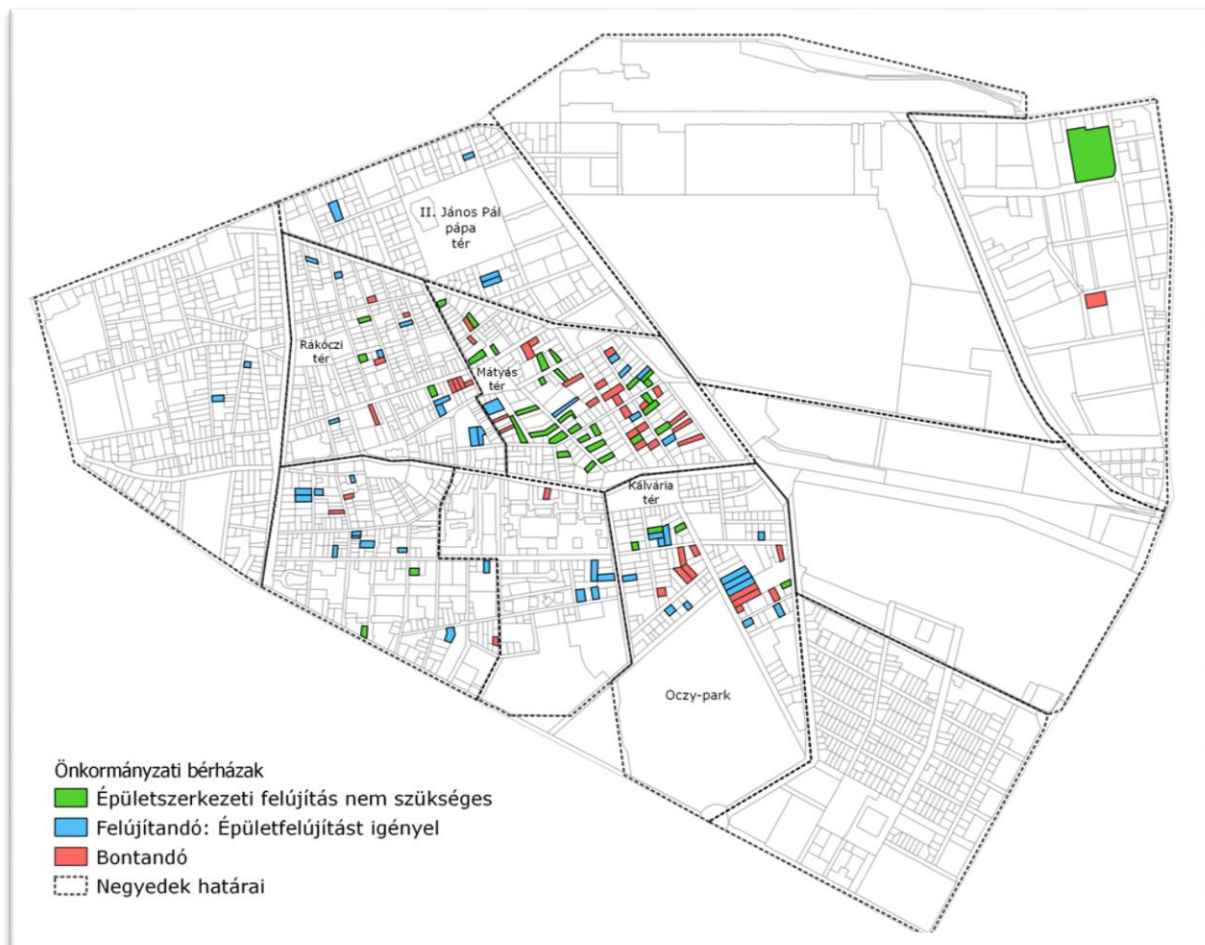 II. János Pál
pápa
tér
Rákóczi
tér
Mátyás
tér
Kálvária
tér
Oczy-park
Önkormányzati bérházak
Épületszerkezeti felújítás nem szükséges
Felújítandó: Épületfelújítást igényel
Bontandó
Negyedek határai